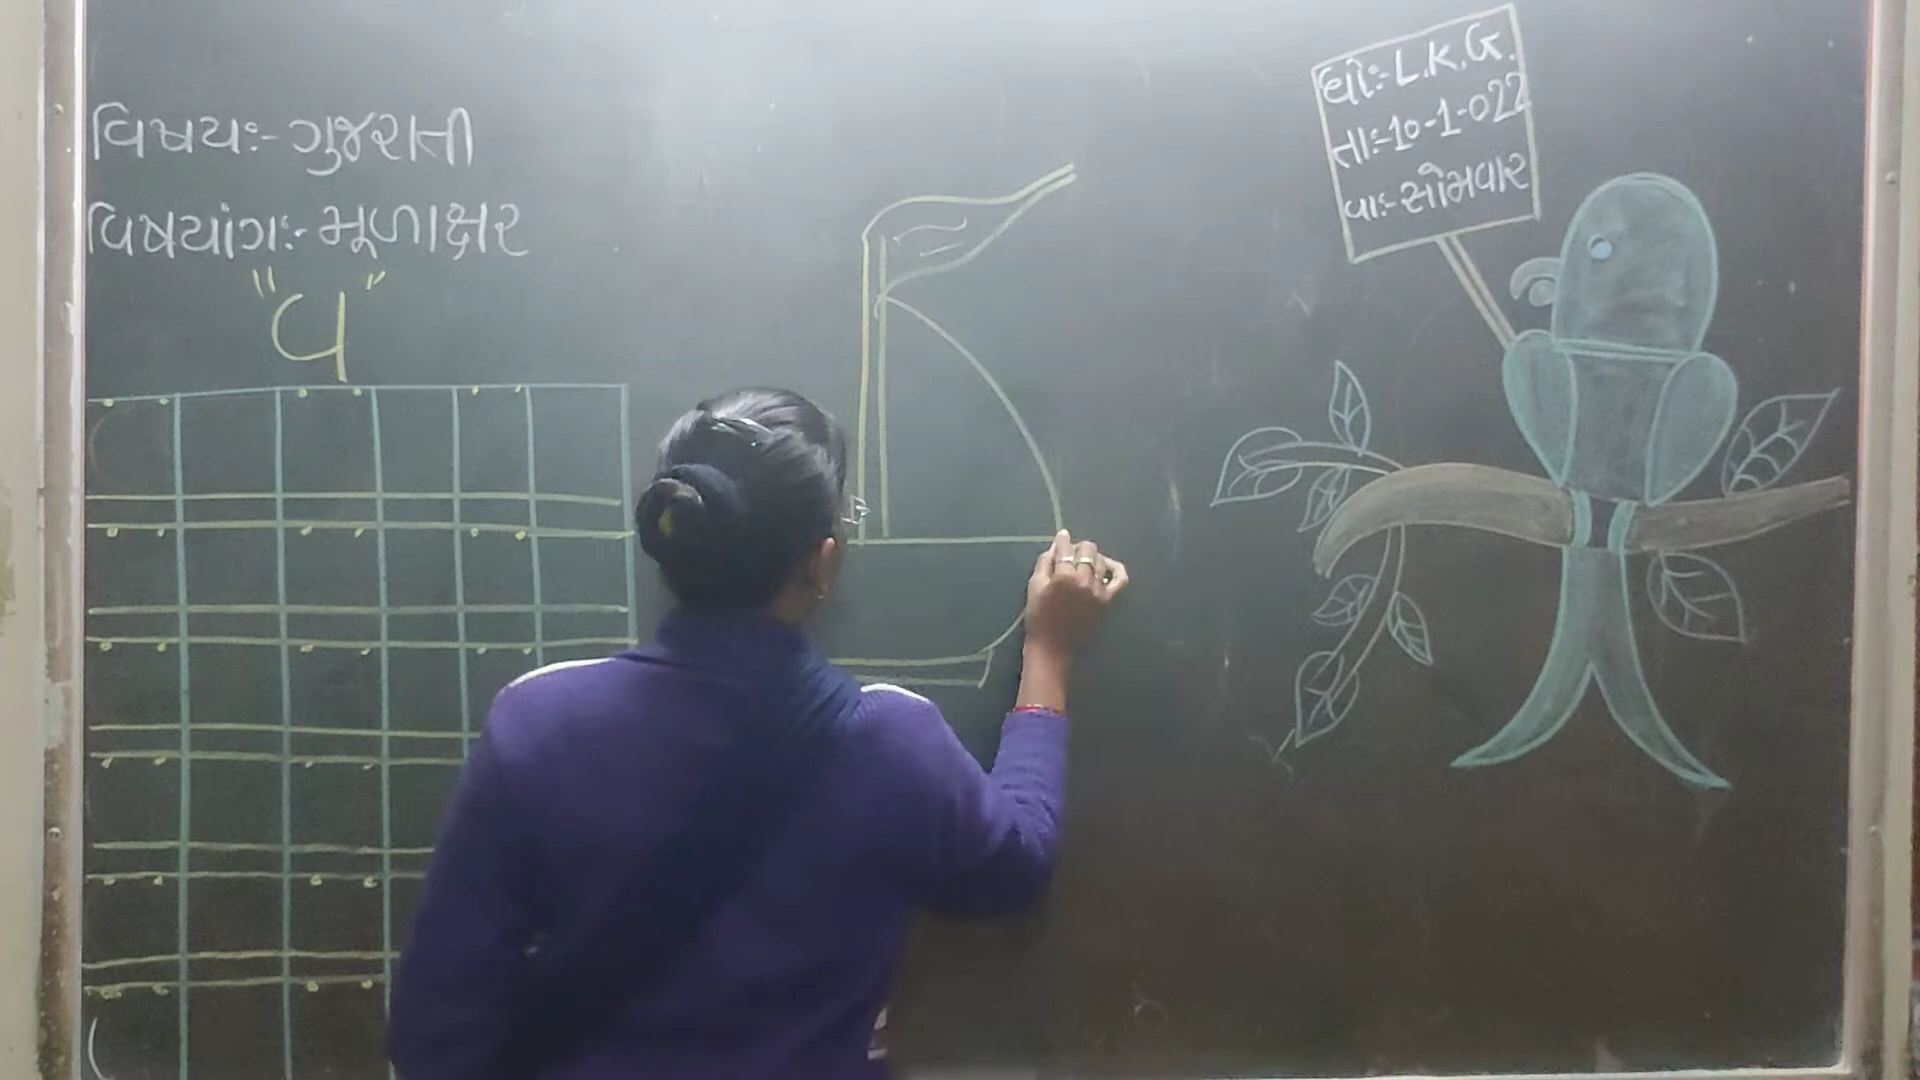 વિષયઃ- ગુજરાતી
વિષયાંગઃ- મૂળાક્ષર
"વ"
ધોઃ- L.K.G.
તાઃ-10-1-022
વાઃ-સોમવાર